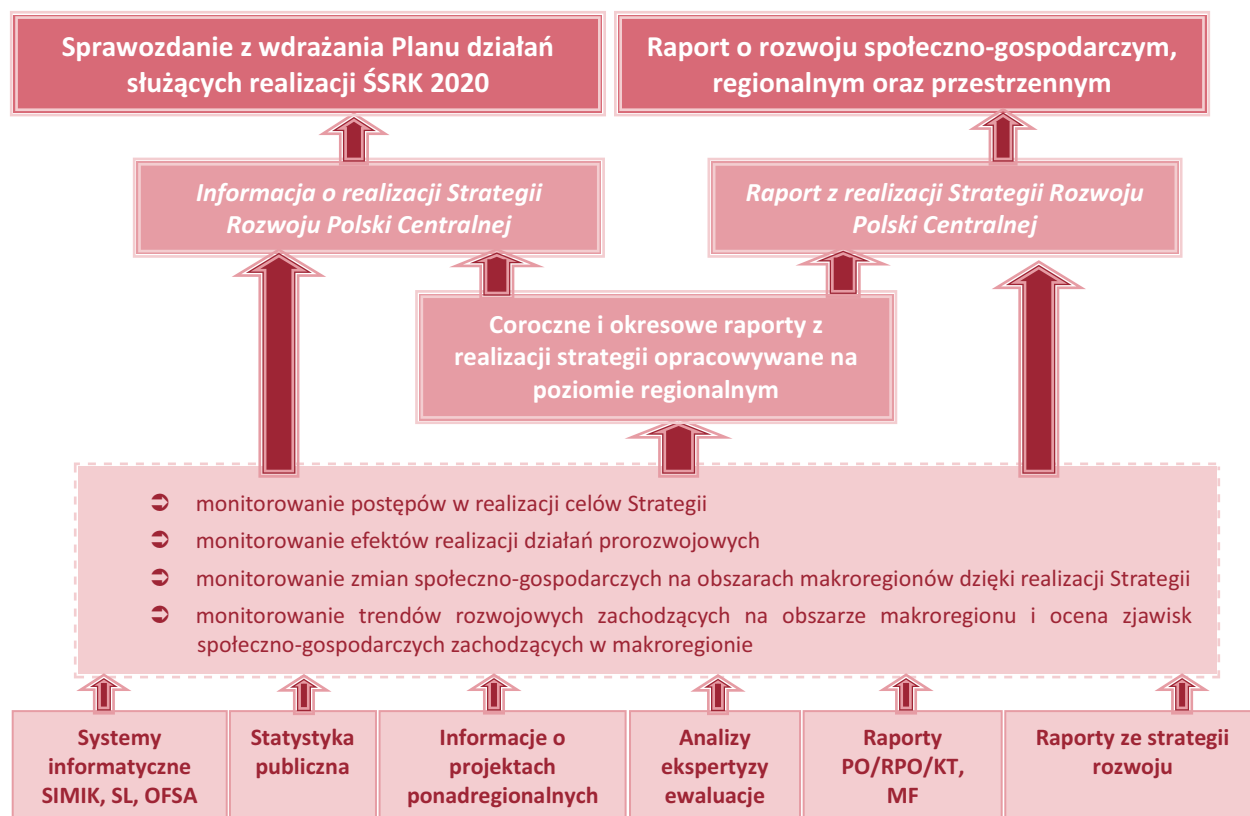 Sprawozdanie z wdrażania Planu działań
służących realizacji ŚSRK 2020
Raport o rozwoju społeczno-gospodarczym,
regionalnym oraz przestrzennym
Informacja o realizacji Strategii
Rozwoju Polski Centralnej
Raport z realizacji Strategii Rozwoju
Polski Centralnej
Coroczne i okresowe raporty z
realizacji strategii opracowywane na
poziomie regionalnym
➲ monitorowanie postępów w realizacji celów Strategii
➲ monitorowanie efektów realizacji działań prorozwojowych
➲ monitorowanie zmian społeczno-gospodarczych na obszarach makroregionów dzięki realizacji Strategii
➲ monitorowanie trendów rozwojowych zachodzących na obszarze makroregionu i ocena zjawisk
społeczno-gospodarczych zachodzących w makroregionie
Systemy
informatyczne
SIMIK, SL, OFSA
Statystyka
publiczna
Informacje o
projektach
ponadregionalnych
Analizy
ekspertyzy
ewaluacje
Raporty
PO/RPO/KT,
MF
Raporty ze strategii
rozwoju